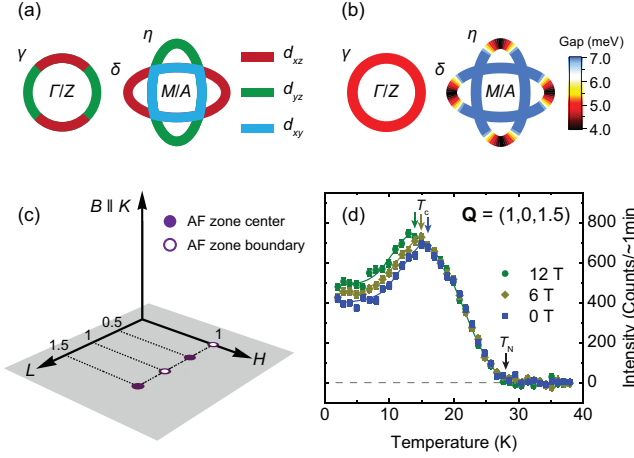 (a)
γ
Γ/Z
δ
η
M/A
d_xz
d_yz
d_xy
(b)
γ
Γ/Z
δ
η
M/A
Gap (meV)
7.0
6.0
5.0
4.0
(c)
B ∥ K
AF zone center
AF zone boundary
0.5
1
1.5
L
1
H
(d)
T_c
Q = (1,0,1.5)
12 T
6 T
0 T
T_N
800
600
400
200
0
Intensity (Counts/~1min)
0
10
20
30
40
Temperature (K)